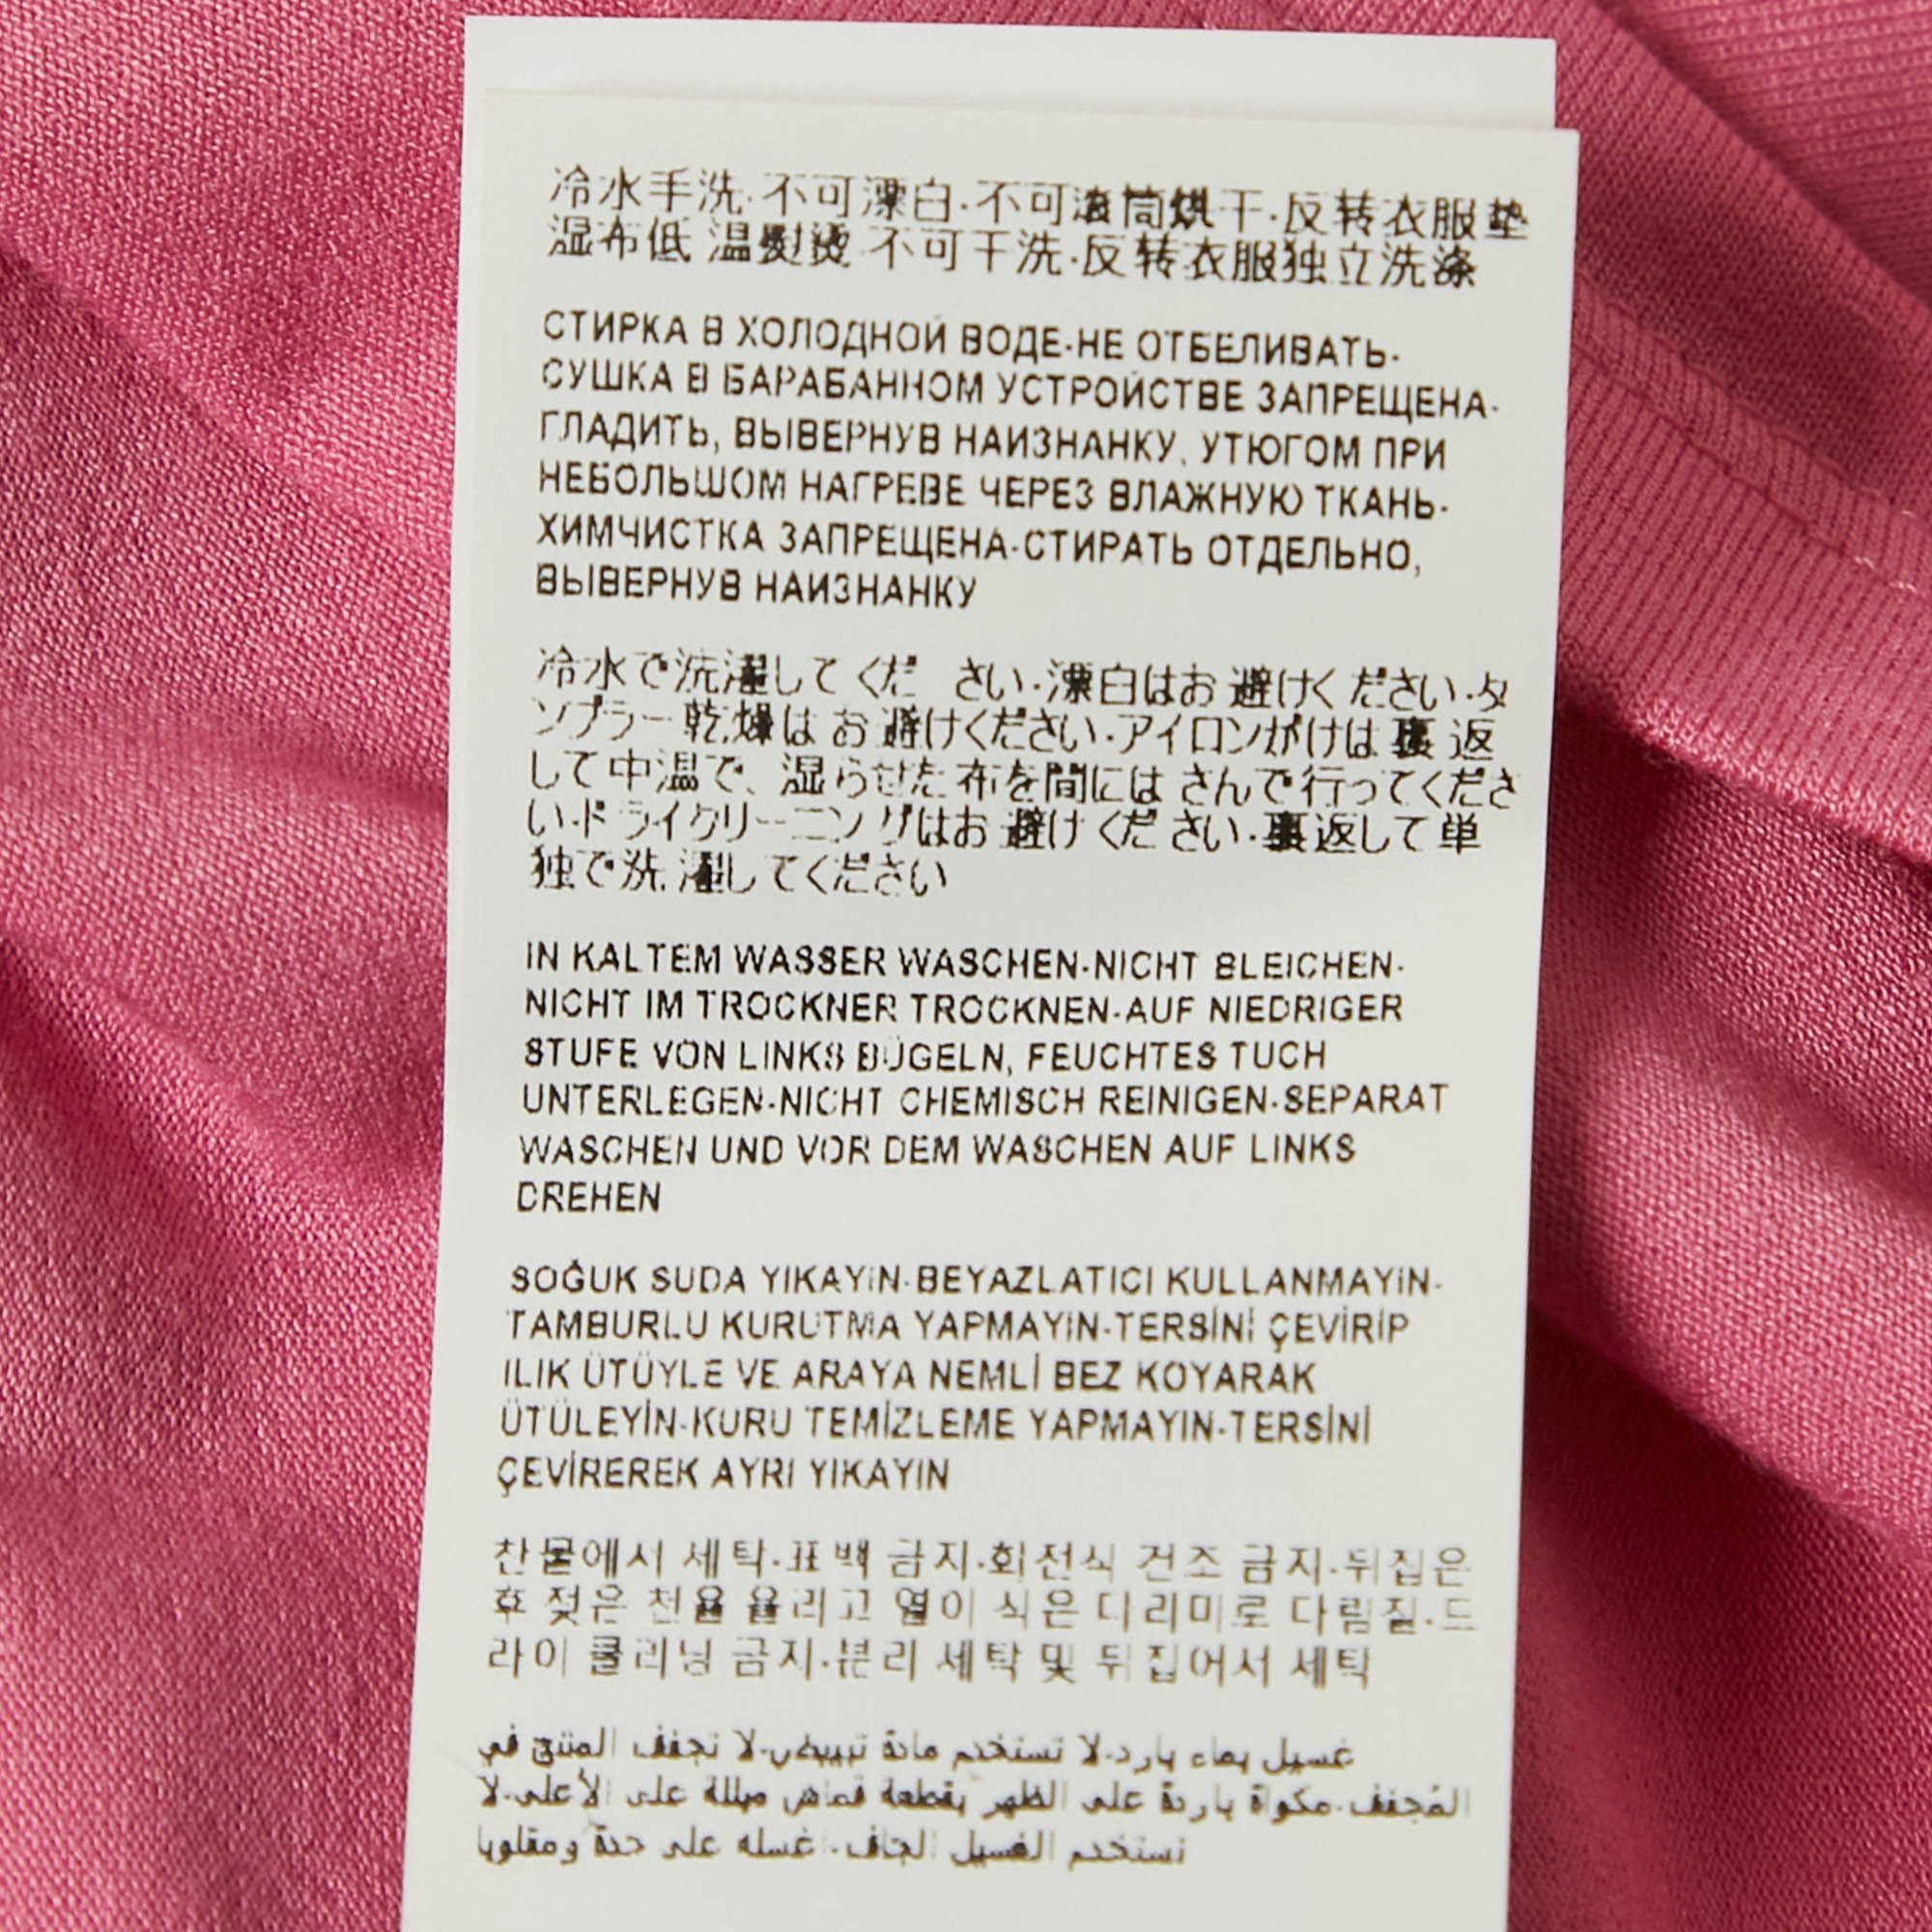 冷水手洗·不可漂白·不可滚筒烘干·反转衣服垫
湿布低温熨烫 不可干洗·反转衣服独立洗涤
СТИРКА В ХОЛОДНОЙ ВОДЕ-НЕ ОТБЕЛИВАТЬ-
СУШКА В БАРАБАННОМ УСТРОЙСТВЕ ЗАПРЕЩЕНА-
ГЛАДИТЬ, ВЫВЕРНУВ НАИЗНАНКУ, УТЮГОМ ПРИ
НЕБОЛЬШОМ НАГРЕВЕ ЧЕРЕЗ ВЛАЖНУЮ ТКАНЬ-
ХИМЧИСТКА ЗАПРЕЩЕНА-СТИРАТЬ ОТДЕЛЬНО,
ВЫВЕРНУВ НАИЗНАНКУ
冷水で洗濯してください·漂白はお避けください·タ
ンブラー乾燥はお避けください·アイロンがけは裏返
して中温で、湿らせた布を間にはさんで行ってくださ
い·ドライクリーニングはお避けください·裏返して単
独で洗濯してください
IN KALTEM WASSER WASCHEN-NICHT BLEICHEN-
NICHT IM TROCKNER TROCKNEN-AUF NIEDRIGER
STUFE VON LINKS BÜGELN, FEUCHTES TUCH
UNTERLEGEN-NICHT CHEMISCH REINIGEN-SEPARAT
WASCHEN UND VOR DEM WASCHEN AUF LINKS
DREHEN
SOĞUK SUDA YIKAYIN-BEYAZLATICI KULLANMAYIN-
TAMBURLU KURUTMA YAPMAYIN-TERSİNİ ÇEVİRİP
ILIK ÜTÜYLE VE ARAYA NEMLİ BEZ KOYARAK
ÜTÜLEYİN-KURU TEMİZLEME YAPMAYIN-TERSİNİ
ÇEVİREREK AYRI YIKAYIN
찬물에서 세탁·표백 금지·회전식 건조 금지·뒤집은
후 젖은 천을 올리고 열이 식은 다리미로 다림질·드
라이 클리닝 금지·분리 세탁 및 뒤집어서 세탁
غسيل بماء بارد-لا تستخدم مادة تبييض-لا تجفف المنتج في
المُجفف-مكواة باردة على الظهر بقطعة قماش مبللة على الأعلى-لا
تستخدم الغسيل الجاف- غسله على حدة ومقلوبا